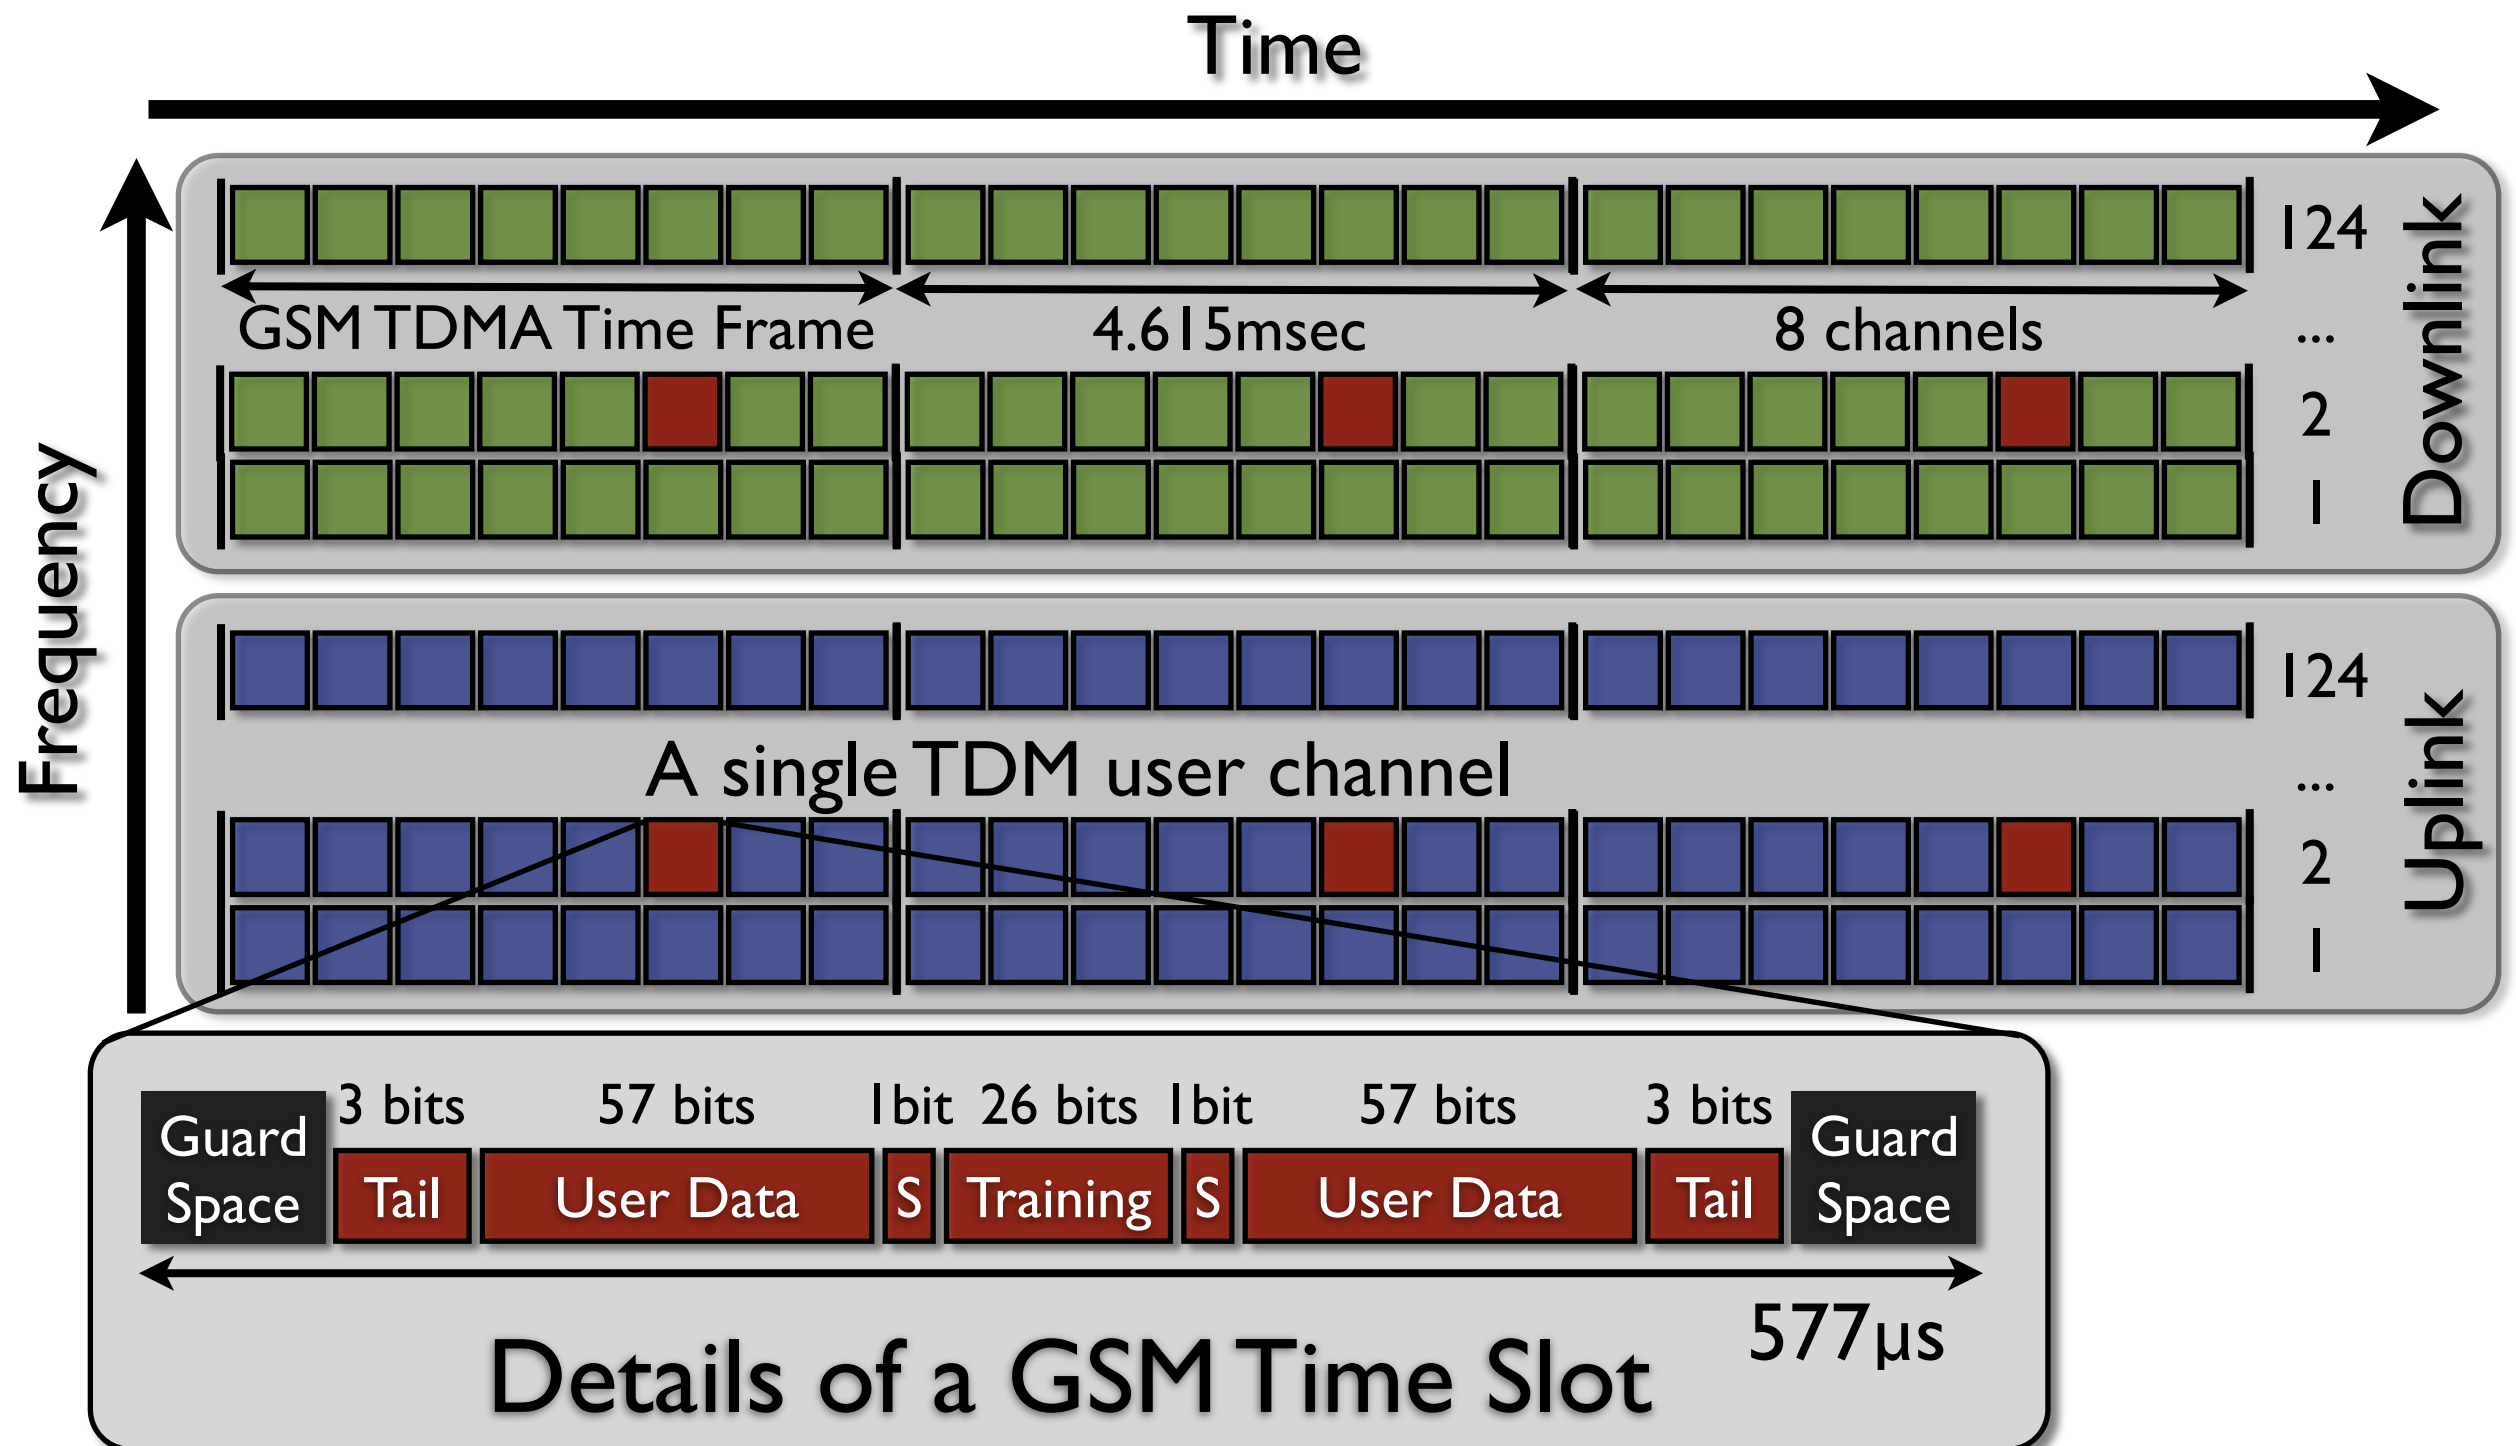 Time
Frequency
124
GSM TDMA Time Frame
4.615msec
8 channels
...
2
1
Downlink
124
A single TDM user channel
...
2
1
Uplink
3 bits
57 bits
1bit
26 bits
1bit
57 bits
3 bits
Guard
Space
Tail
User Data
S
Training
S
User Data
Tail
Guard
Space
577µs
Details of a GSM Time Slot